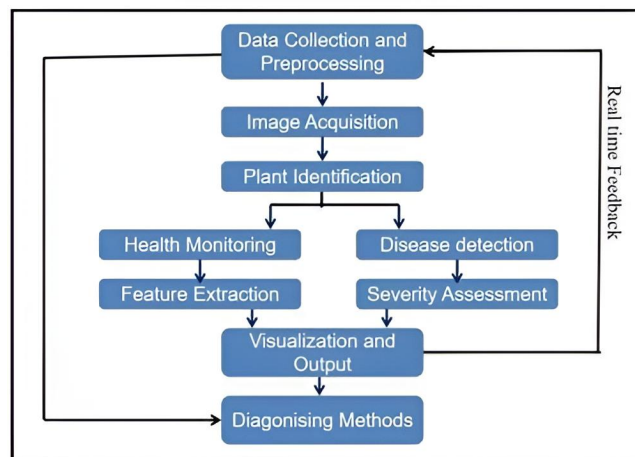 Data Collection and
Preprocessing
Image Acquisition
Plant Identification
Health Monitoring
Disease detection
Feature Extraction
Severity Assessment
Visualization and
Output
Diagonising Methods
Real time Feedback